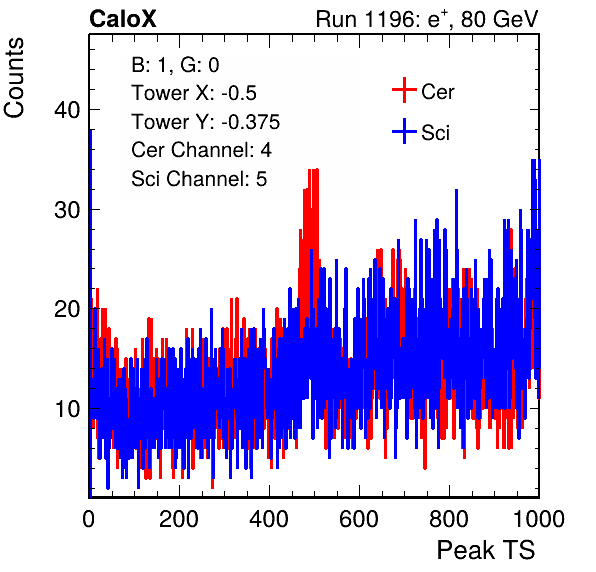 CaloX Run 1196: e⁺, 80 GeV
Counts
B: 1, G: 0
Tower X: -0.5
Tower Y: -0.375
Cer Channel: 4
Sci Channel: 5
Cer
Sci
40
30
20
10
0 200 400 600 800 1000
Peak TS